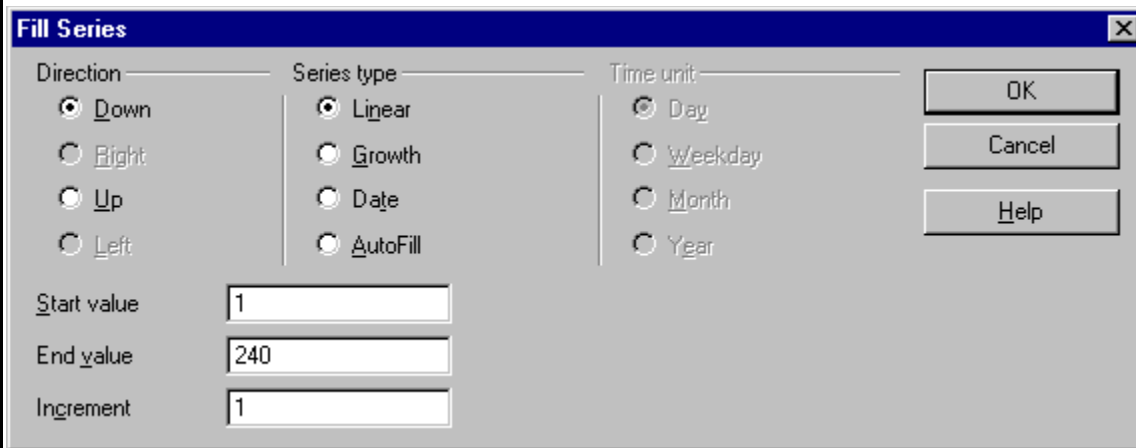 Fill Series
Direction
Down
Right
Up
Left
Series type
Linear
Growth
Date
AutoFill
Time unit
Day
Weekday
Month
Year
OK
Cancel
Help
Start value 1
End value 240
Increment 1